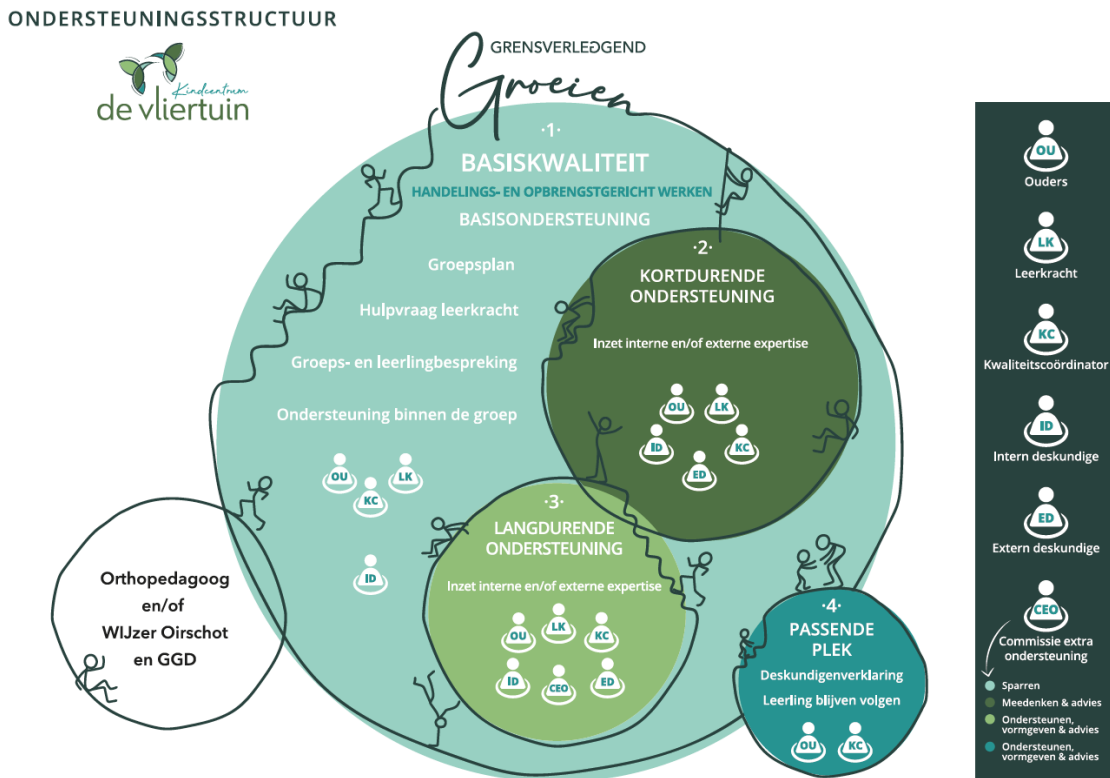 ONDERSTEUNINGSSTRUCTUUR
Kindcentrum
de vliertuin
GRENSVERLEGGEND
Groeien
·1·
BASISKWALITEIT
HANDELINGS- EN OPBRENGSTGERICHT WERKEN
BASISONDERSTEUNING
Groepsplan
Hulpvraag leerkracht
Groeps- en leerlingbespreking
Ondersteuning binnen de groep
OU
LK
KC
ID
·2·
KORTDURENDE
ONDERSTEUNING
Inzet interne en/of externe expertise
OU
LK
ID
KC
ED
·3·
LANGDURENDE
ONDERSTEUNING
Inzet interne en/of externe expertise
OU
LK
KC
ID
CEO
ED
·4·
PASSENDE
PLEK
Deskundigenverklaring
Leerling blijven volgen
OU
KC
Orthopedagoog
en/of
WIJzer Oirschot
en GGD
OU
Ouders
LK
Leerkracht
KC
Kwaliteitscoördinator
ID
Intern deskundige
ED
Extern deskundige
CEO
Commissie extra
ondersteuning
Sparren
Meedenken & advies
Ondersteunen,
vormgeven & advies
Ondersteunen,
vormgeven & advies